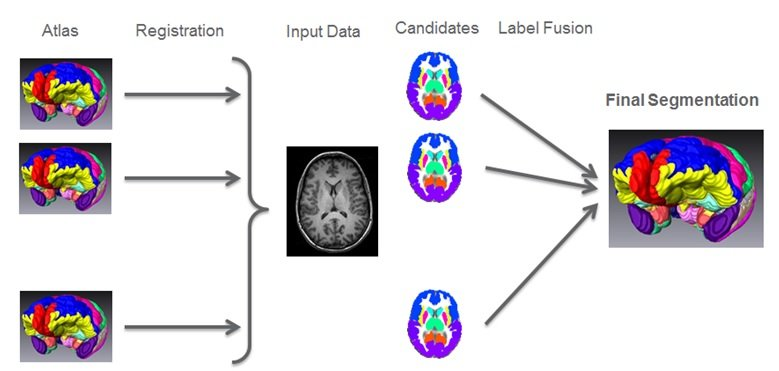 Atlas
Registration
Input Data
Candidates
Label Fusion
Final Segmentation